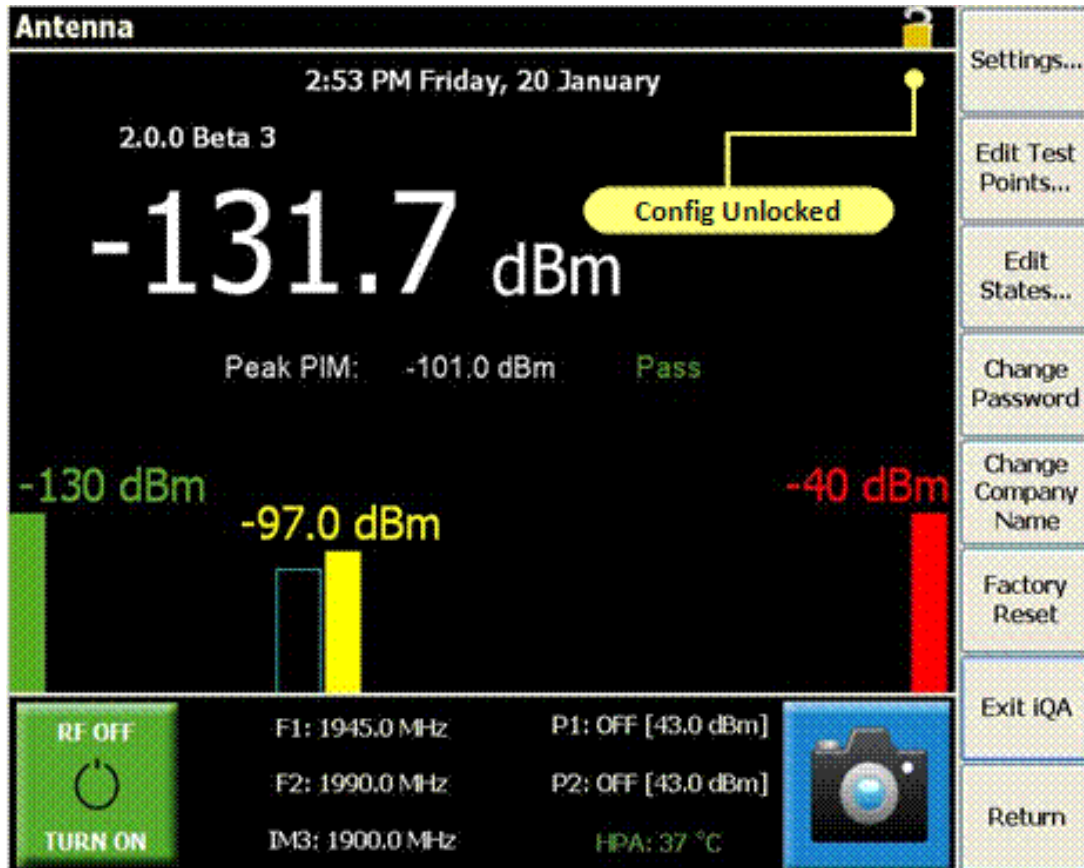 Antenna
2:53 PM Friday, 20 January
2.0.0 Beta 3
Config Unlocked
-131.7 dBm
Peak PIM: -101.0 dBm Pass
-130 dBm
-97.0 dBm
-40 dBm
RF OFF
TURN ON
F1: 1945.0 MHz
P1: OFF [43.0 dBm]
F2: 1990.0 MHz
P2: OFF [43.0 dBm]
IM3: 1900.0 MHz
HPA: 37 °C
Settings...
Edit Test
Points...
Edit
States...
Change
Password
Change
Company
Name
Factory
Reset
Exit iQA
Return